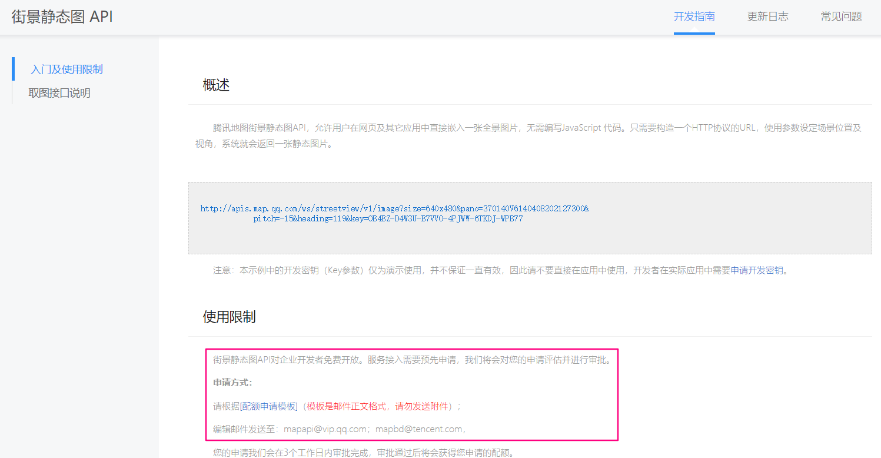 街景静态图 API
开发指南
更新日志
常见问题
入门及使用限制
取图接口说明
概述
腾讯地图街景静态图API，允许用户在网页及其它应用中直接嵌入一张全景图片，无需编写JavaScript 代码。只需要构造一个HTTP协议的URL，使用参数设定场景位置及
视角，系统就会返回一张静态图片。
http://apis.map.qq.com/ws/streetview/v1/image?size=640x480&pano=37014096140408202127300&
pitch=-15&heading=119&key=
注意：本示例中的开发密钥（Key参数）仅为演示使用，并不保证一直有效，因此请不要直接在应用中使用，开发者在实际应用中需要申请开发密钥。
使用限制
街景静态图API对企业开发者免费开放。服务接入需要预先申请，我们将会对您的申请评估并进行审批。
申请方式：
请根据[配额申请模板]（模板是邮件正文格式，请勿发送附件）：
编辑邮件发送至：mapapi@vip.qq.com；mapbd@tencent.com，
您的申请我们会在3个工作日内审批完成，审批通过后将会获得您申请的配额。